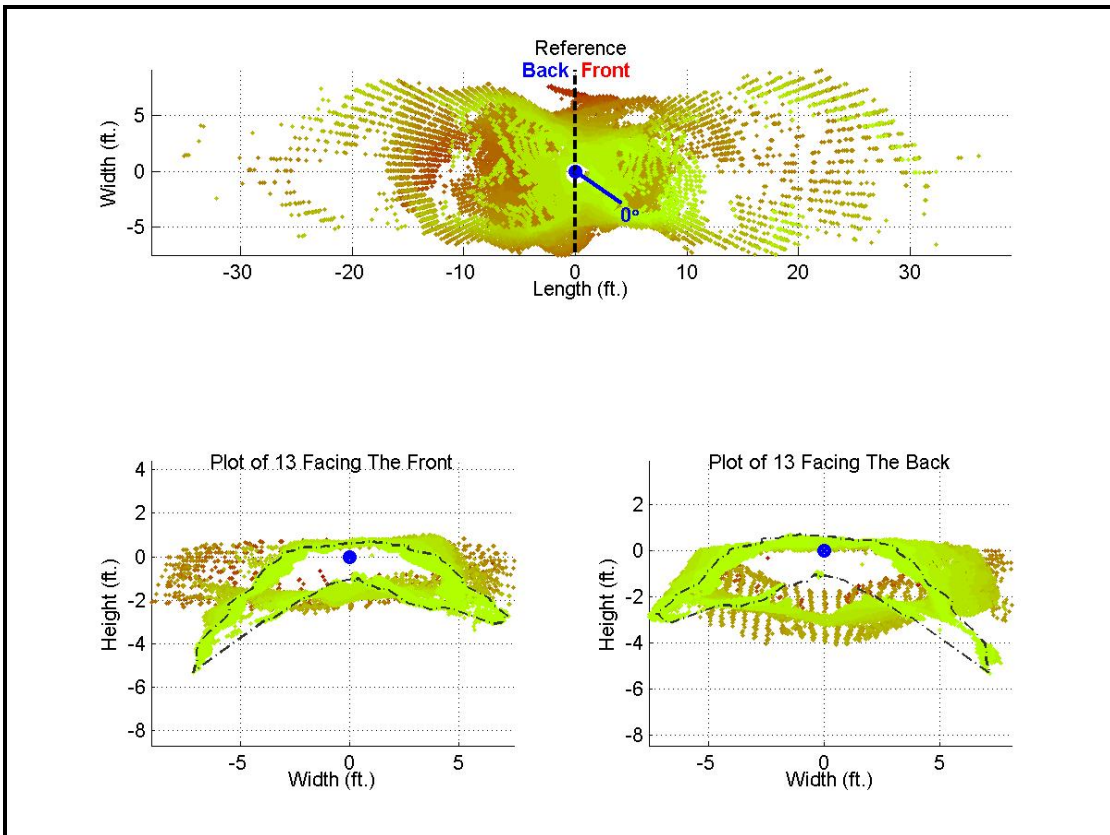 Reference
Back Front
5
0
-5
Width (ft.)
0°
-30 -20 -10 0 10 20 30
Length (ft.)
Plot of 13 Facing The Front
4
2
0
-2
-4
-6
-8
Height (ft.)
-5 0 5
Width (ft.)
Plot of 13 Facing The Back
2
0
-2
-4
-6
-8
Height (ft.)
-5 0 5
Width (ft.)